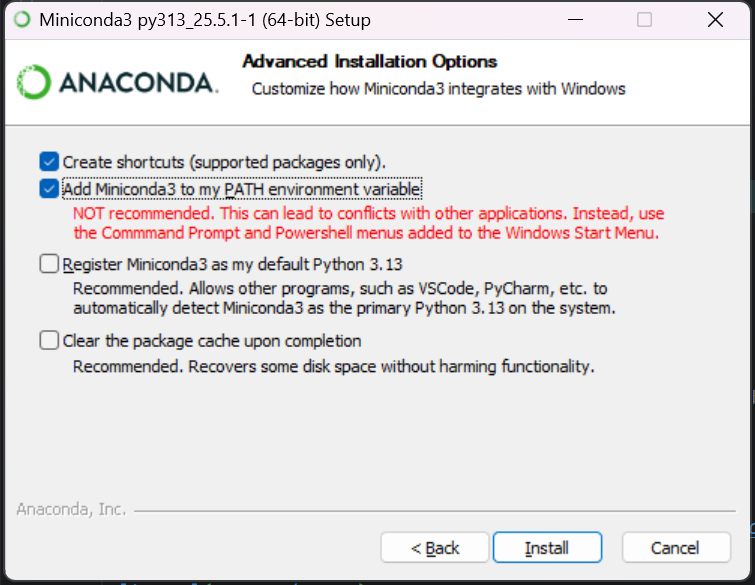 Miniconda3 py313_25.5.1-1 (64-bit) Setup
ANACONDA.
Advanced Installation Options
Customize how Miniconda3 integrates with Windows
Create shortcuts (supported packages only).
Add Miniconda3 to my PATH environment variable
NOT recommended. This can lead to conflicts with other applications. Instead, use
the Commmand Prompt and Powershell menus added to the Windows Start Menu.
Register Miniconda3 as my default Python 3.13
Recommended. Allows other programs, such as VSCode, PyCharm, etc. to
automatically detect Miniconda3 as the primary Python 3.13 on the system.
Clear the package cache upon completion
Recommended. Recovers some disk space without harming functionality.
Anaconda, Inc.
< Back
Install
Cancel